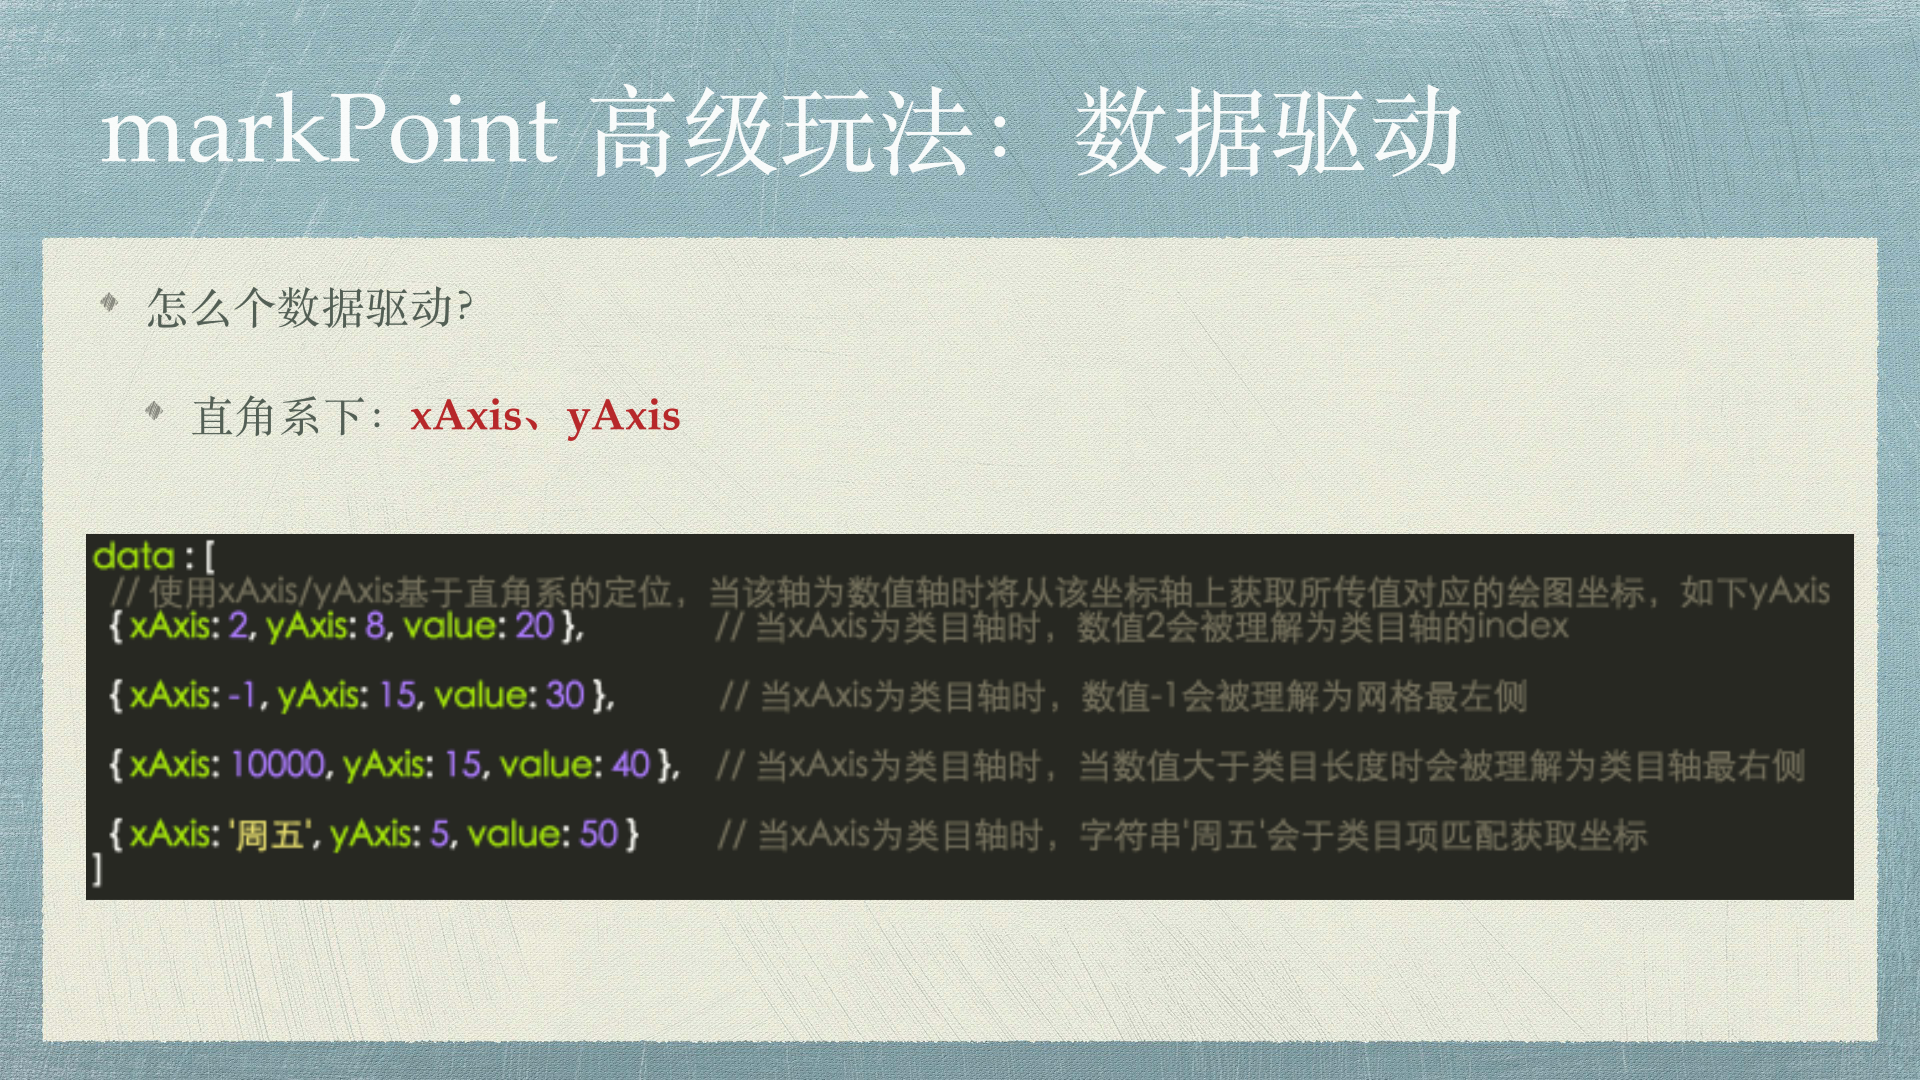 markPoint 高级玩法：数据驱动
怎么个数据驱动？
直角系下：xAxis、yAxis
data : [
// 使用xAxis/yAxis基于直角系的定位，当该轴为数值轴时将从该坐标轴上获取所传值对应的绘图坐标，如下yAxis
{ xAxis: 2, yAxis: 8, value: 20 }, // 当xAxis为类目轴时，数值2会被理解为类目轴的index
{ xAxis: -1, yAxis: 15, value: 30 }, // 当xAxis为类目轴时，数值-1会被理解为网格最左侧
{ xAxis: 10000, yAxis: 15, value: 40 }, // 当xAxis为类目轴时，当数值大于类目长度时会被理解为类目轴最右侧
{ xAxis: '周五', yAxis: 5, value: 50 } // 当xAxis为类目轴时，字符串'周五'会于类目项匹配获取坐标
]